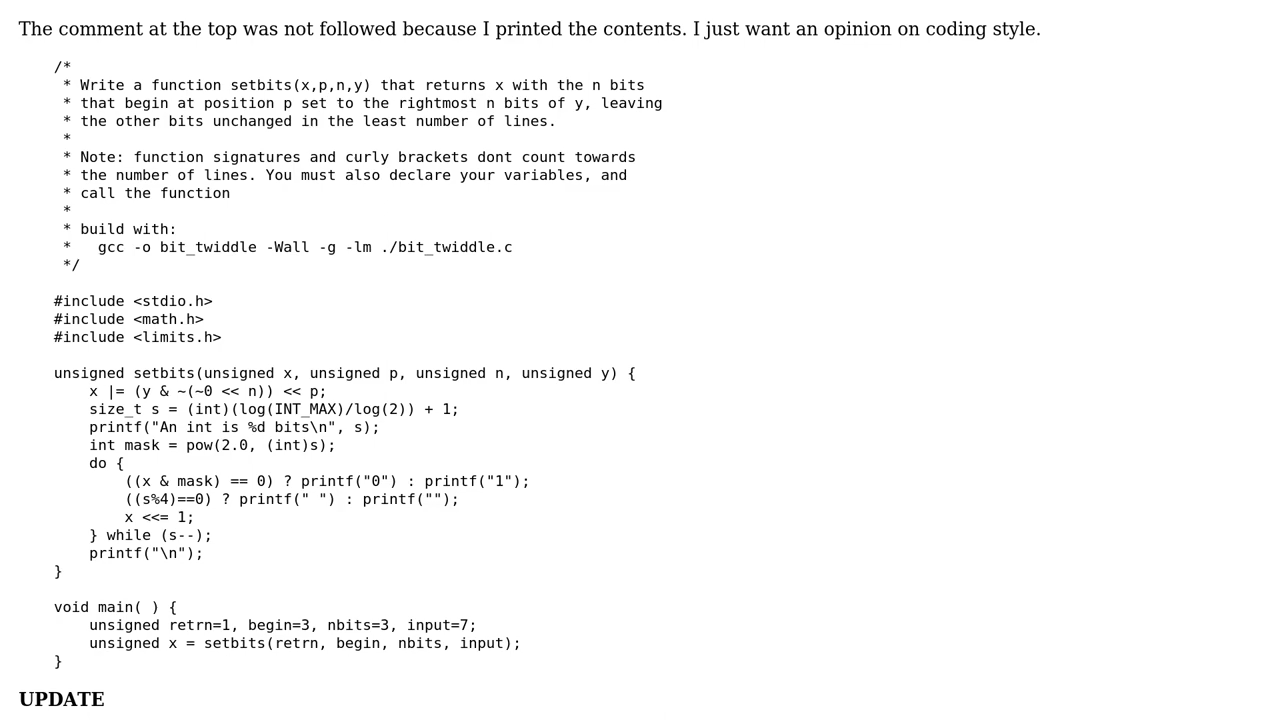 The comment at the top was not followed because I printed the contents. I just want an opinion on coding style.
/*
 * Write a function setbits(x,p,n,y) that returns x with the n bits
 * that begin at position p set to the rightmost n bits of y, leaving
 * the other bits unchanged in the least number of lines.
 *
 * Note: function signatures and curly brackets dont count towards
 * the number of lines. You must also declare your variables, and
 * call the function
 *
 * build with:
 *   gcc -o bit_twiddle -Wall -g -lm ./bit_twiddle.c
 */

#include <stdio.h>
#include <math.h>
#include <limits.h>

unsigned setbits(unsigned x, unsigned p, unsigned n, unsigned y) {
    x |= (y & ~(~0 << n)) << p;
    size_t s = (int)(log(INT_MAX)/log(2)) + 1;
    printf("An int is %d bits\n", s);
    int mask = pow(2.0, (int)s);
    do {
        ((x & mask) == 0) ? printf("0") : printf("1");
        ((s%4)==0) ? printf(" ") : printf("");
        x <<= 1;
    } while (s--);
    printf("\n");
}

void main( ) {
    unsigned retrn=1, begin=3, nbits=3, input=7;
    unsigned x = setbits(retrn, begin, nbits, input);
}
UPDATE